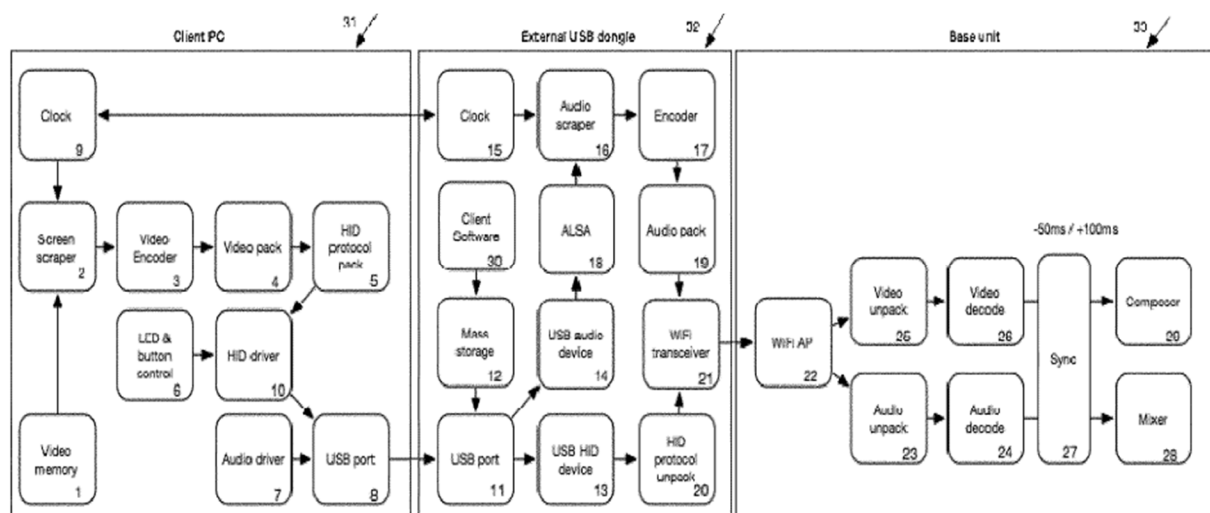 31
Client PC
32
External USB dongle
33
Base unit
Clock
9
Clock
15
Audio
scraper
16
Encoder
17
Screen
scraper
2
Video
Encoder
3
Video pack
4
HID
protocol
pack
5
Client
Software
30
ALSA
18
Audio pack
19
-50ms / +100ms
LCD &
button
control
6
HID driver
10
Mass
storage
12
USB audio
device
14
WiFi
transceiver
21
WiFi AP
22
Video
unpack
25
Video
decode
26
Sync
27
Composor
29
Video
memory
1
Audio driver
7
USB port
8
USB port
11
USB HID
device
13
HID
protocol
unpack
20
Audio
unpack
23
Audio
decode
24
Mixer
28